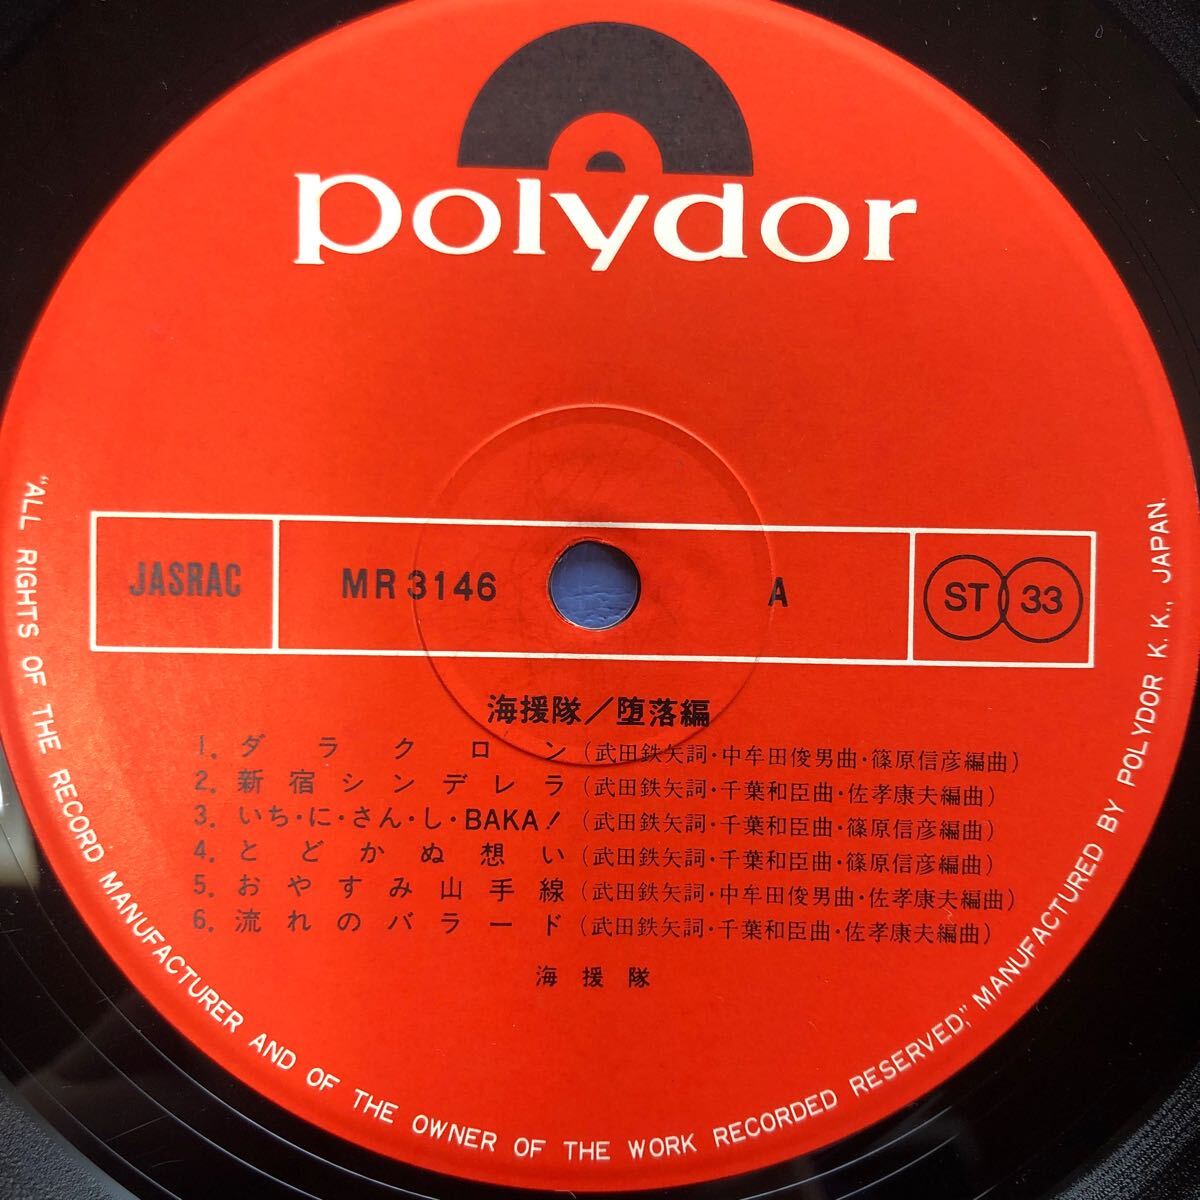 polydor
JASRAC MR 3146 A ST 33
海援隊／堕落編
1. ダラクロン (武田鉄矢詞・中牟田俊男曲・篠原信彦編曲)
2. 新宿シンデレラ (武田鉄矢詞・千葉和臣曲・佐孝康夫編曲)
3. いち・に・さん・し・BAKA! (武田鉄矢詞・千葉和臣曲・篠原信彦編曲)
4. とどかぬ想い (武田鉄矢詞・千葉和臣曲・篠原信彦編曲)
5. おやすみ山手線 (武田鉄矢詞・中牟田俊男曲・佐孝康夫編曲)
6. 流れのバラード (武田鉄矢詞・千葉和臣曲・佐孝康夫編曲)
海援隊
"ALL RIGHTS OF THE RECORD MANUFACTURER AND OF THE OWNER OF THE WORK RECORDED RESERVED," MANUFACTURED BY POLYDOR K. K., JAPAN.